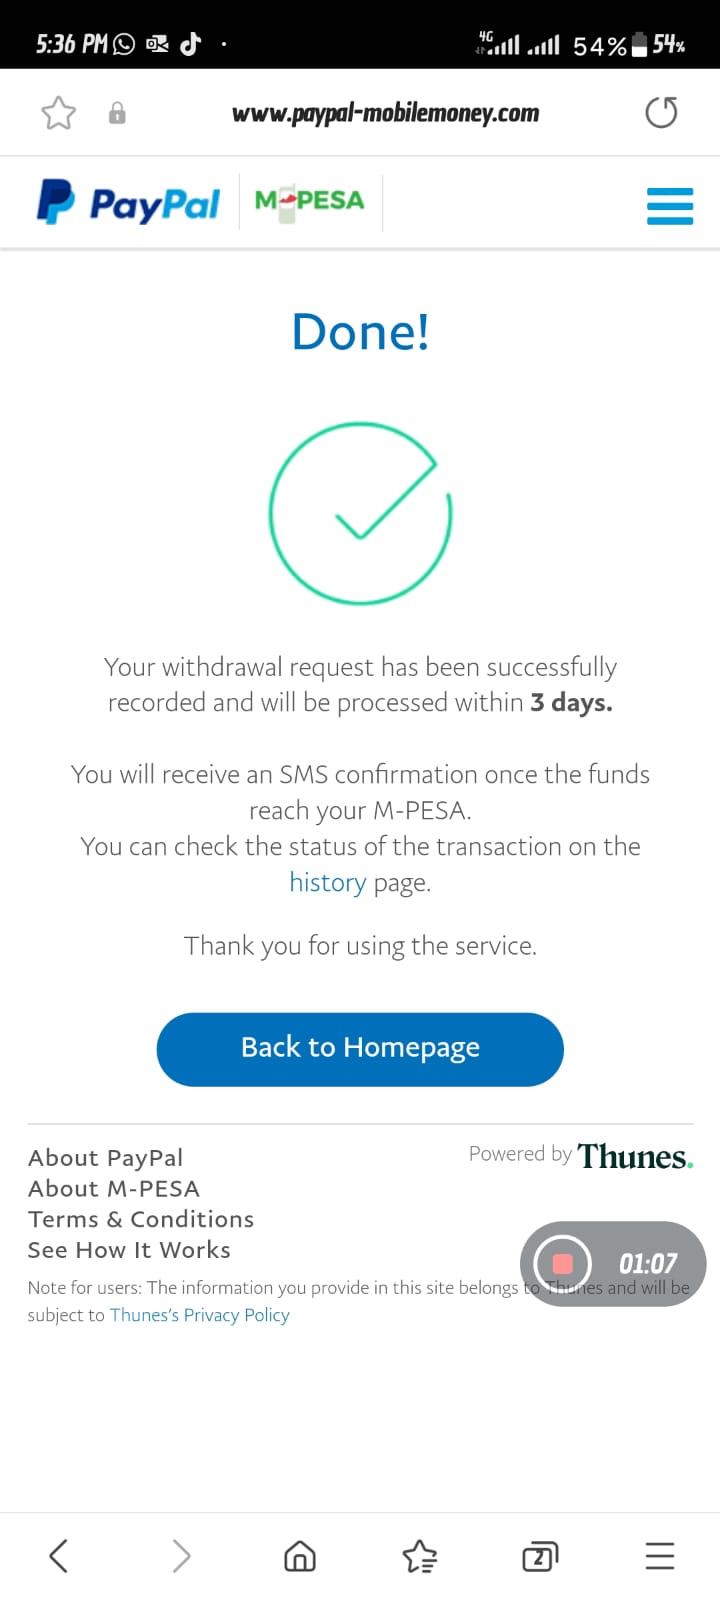 5:36 PM
4G
54%
54%
www.paypal-mobilemoney.com
PayPal
M-PESA
Done!
Your withdrawal request has been successfully
recorded and will be processed within 3 days.
You will receive an SMS confirmation once the funds
reach your M-PESA.
You can check the status of the transaction on the
history page.
Thank you for using the service.
Back to Homepage
About PayPal
Powered by Thunes.
About M-PESA
Terms & Conditions
See How It Works
01:07
Note for users: The information you provide in this site belongs to Thunes and will be
subject to Thunes's Privacy Policy
2